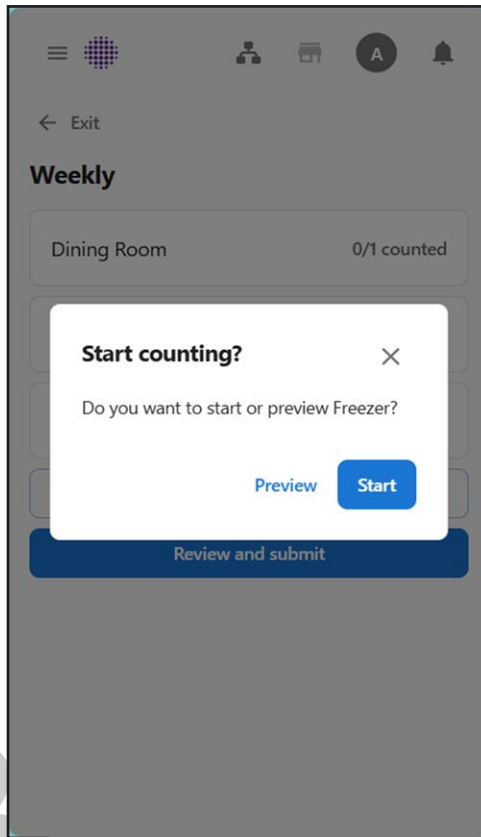 A
Exit
Weekly
Dining Room 0/1 counted
Start counting?
Do you want to start or preview Freezer?
Preview Start
Review and submit